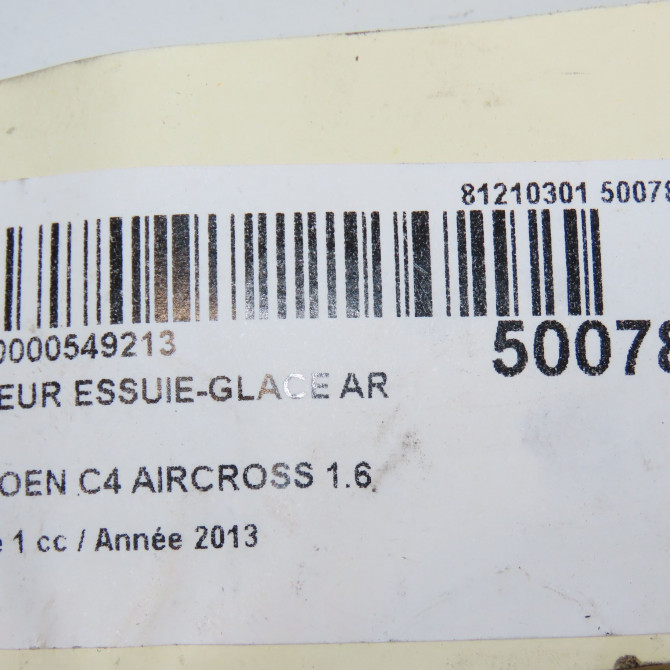 81210301 50078
0000549213
50078
EUR ESSUIE-GLACE AR
OEN C4 AIRCROSS 1.6
e 1 cc / Année 2013